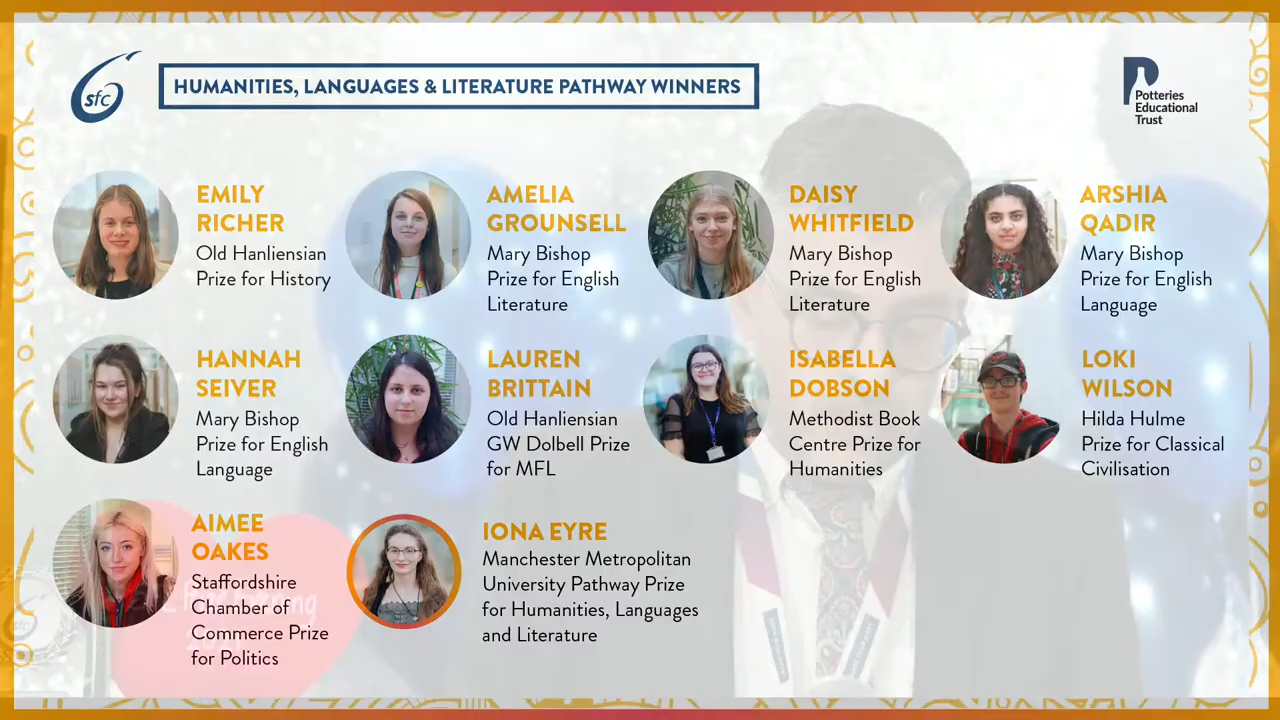 sfc
HUMANITIES, LANGUAGES & LITERATURE PATHWAY WINNERS
Potteries
Educational
Trust
EMILY
RICHER
Old Hanliensian
Prize for History
AMELIA
GROUNSELL
Mary Bishop
Prize for English
Literature
DAISY
WHITFIELD
Mary Bishop
Prize for English
Literature
ARSHIA
QADIR
Mary Bishop
Prize for English
Language
HANNAH
SEIVER
Mary Bishop
Prize for English
Language
LAUREN
BRITTAIN
Old Hanliensian
GW Dolbell Prize
for MFL
ISABELLA
DOBSON
Methodist Book
Centre Prize for
Humanities
LOKI
WILSON
Hilda Hulme
Prize for Classical
Civilisation
AIMEE
OAKES
Staffordshire
Chamber of
Commerce Prize
for Politics
IONA EYRE
Manchester Metropolitan
University Pathway Prize
for Humanities, Languages
and Literature